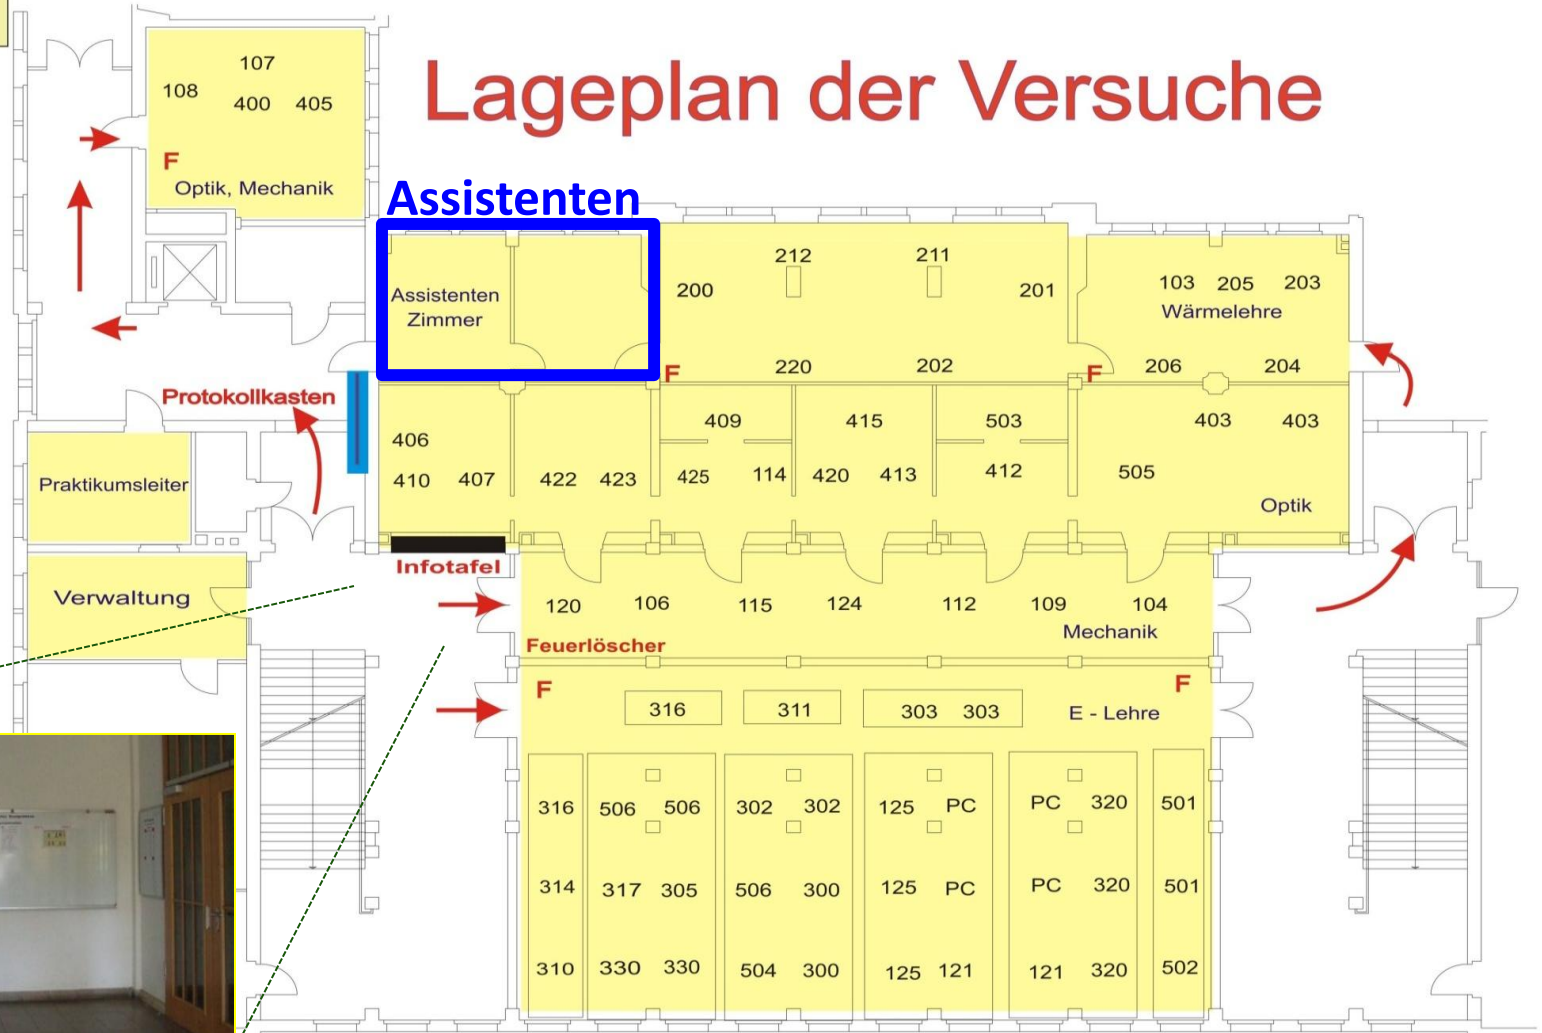 Lageplan der Versuche
107
108 400 405
F
Optik, Mechanik
Assistenten
Assistenten
Zimmer
212 211
200 201
220 202
F
103 205 203
Wärmelehre
206 204
F
Protokollkasten
406
410 407
422 423
409
425 114
415
420 413
503
412
403 403
505
Optik
Praktikumsleiter
Infotafel
Verwaltung
120 106 115 124 112 109 104
Mechanik
Feuerlöscher
F F
316 311 303 303 E - Lehre
316 506 506 302 302 125 PC PC 320 501
314 317 305 506 300 125 PC PC 320 501
310 330 330 504 300 125 121 121 320 502